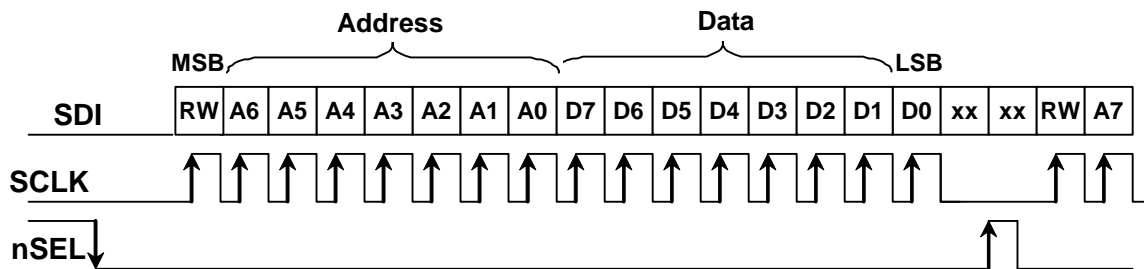 Address Data
MSB LSB
SDI RW A6 A5 A4 A3 A2 A1 A0 D7 D6 D5 D4 D3 D2 D1 D0 xx xx RW A7
SCLK
nSEL